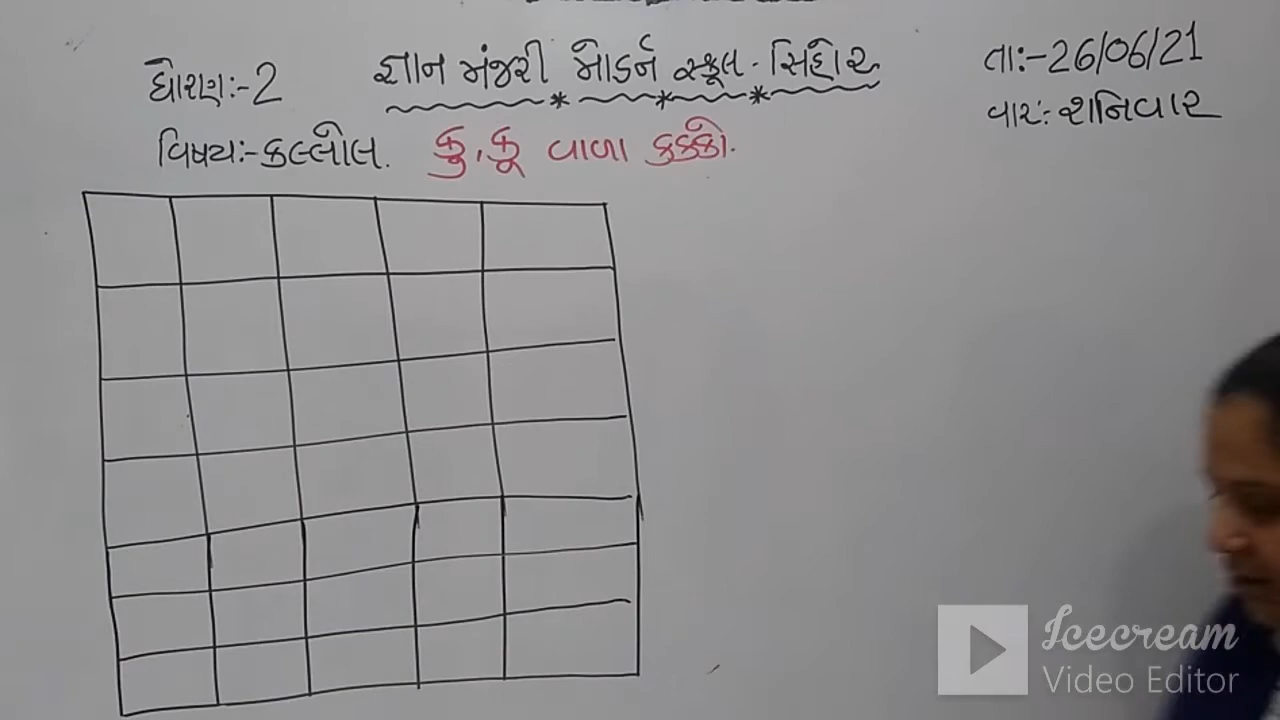 ધોરણ:-2 જ્ઞાન મંજરી મોડર્ન સ્કૂલ - સિહોર તા:-26/06/21
વાર:- શનિવાર
વિષય:- કલ્લોલ. કુ, કૂ વાળા કક્કો.
Icecream
Video Editor